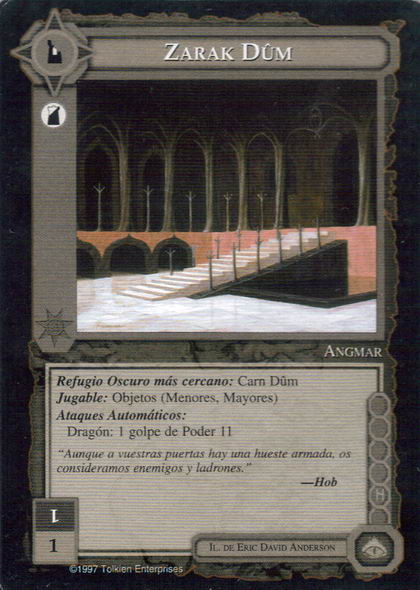 ZARAK DÛM
ANGMAR
Refugio Oscuro más cercano: Carn Dûm
Jugable: Objetos (Menores, Mayores)
Ataques Automáticos:
Dragón: 1 golpe de Poder 11
“Aunque a vuestras puertas hay una hueste armada, os
consideramos enemigos y ladrones.”
—Hob
1
1
IL. DE ERIC DAVID ANDERSON
©1997 Tolkien Enterprises